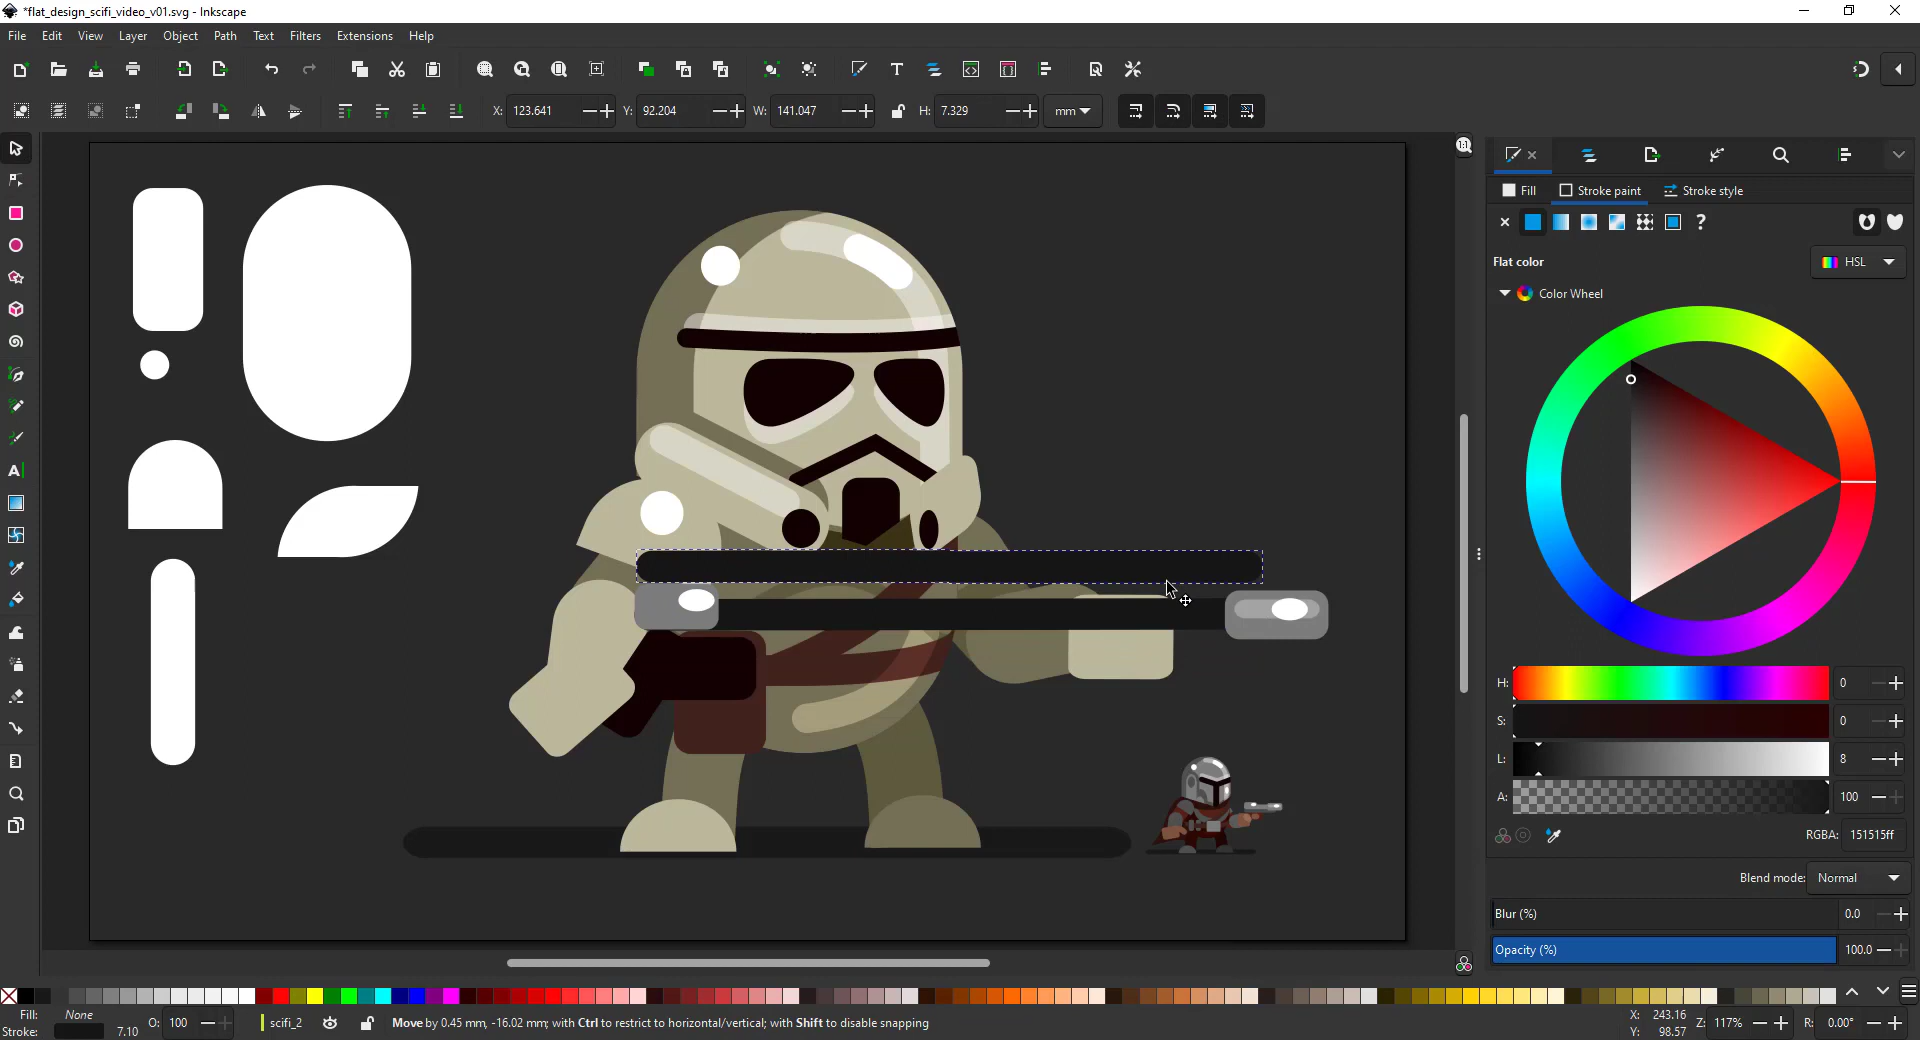 *flat_design_scifi_video_v01.svg - Inkscape
File Edit View Layer Object Path Text Filters Extensions Help
X: 123.641 Y: 92.204 W: 141.047 H: 7.329 mm
Fill Stroke paint Stroke style
?
Flat color HSL
Color Wheel
H: 0
S: 0
L: 8
A: 100
RGBA: 151515ff
Blend mode: Normal
Blur (%) 0.0
Opacity (%) 100.0
Fill: None
Stroke: 7.10
O: 100
scifi_2
Move by 0.45 mm, -16.02 mm; with Ctrl to restrict to horizontal/vertical; with Shift to disable snapping
X: 243.16
Y: 98.57
Z: 117%
R: 0.00°